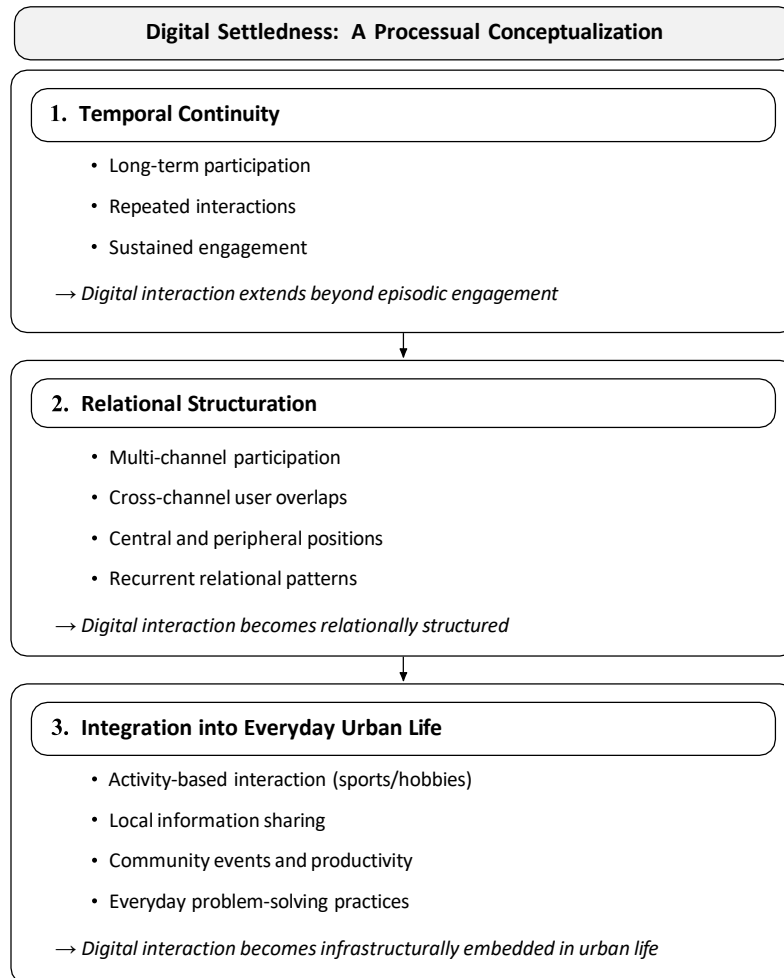 Digital Settledness: A Processual Conceptualization
1. Temporal Continuity
• Long-term participation
• Repeated interactions
• Sustained engagement
→ Digital interaction extends beyond episodic engagement
2. Relational Structuration
• Multi-channel participation
• Cross-channel user overlaps
• Central and peripheral positions
• Recurrent relational patterns
→ Digital interaction becomes relationally structured
3. Integration into Everyday Urban Life
• Activity-based interaction (sports/hobbies)
• Local information sharing
• Community events and productivity
• Everyday problem-solving practices
→ Digital interaction becomes infrastructurally embedded in urban life